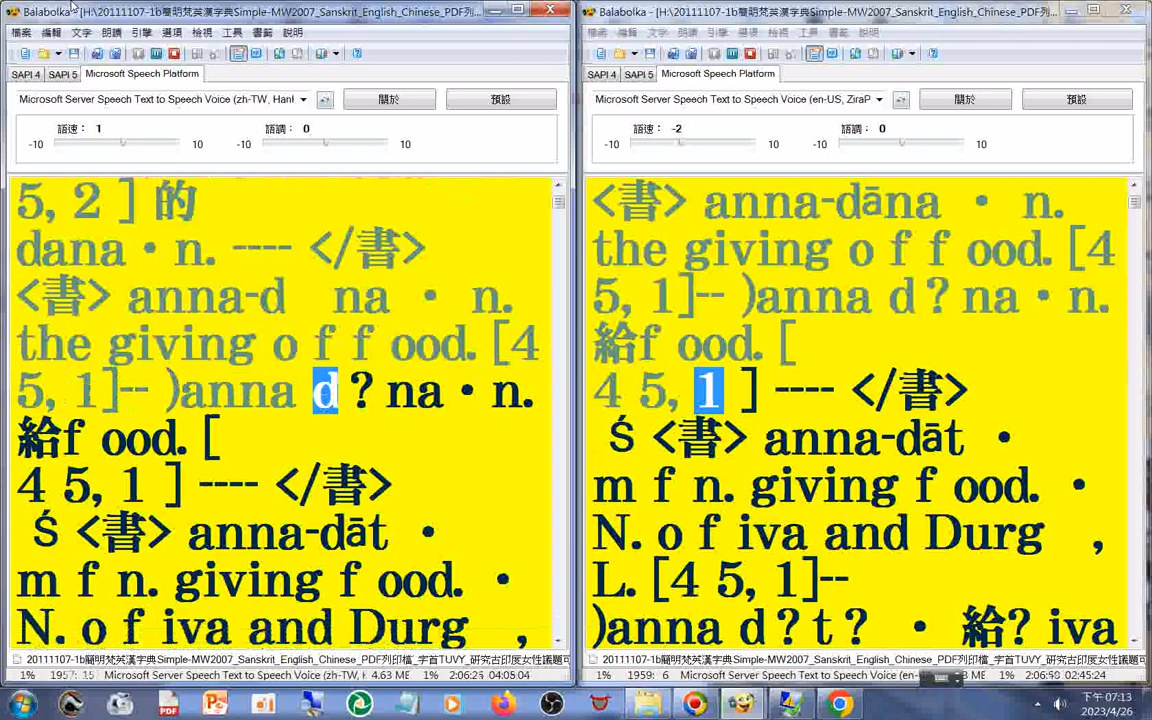 Balabolka - [H:\20111107-1b簡明梵英漢字典Simple-MW2007_Sanskrit_English_Chinese_PDF列...
檔案 編輯 文字 朗讀 引擎 選項 檢視 工具 書籤 說明
SAPI 4 SAPI 5 Microsoft Speech Platform
Microsoft Server Speech Text to Speech Voice (zh-TW, Hanl 關於 預設
語速： 1 語調： 0
-10 10 -10 10
5, 2 ] 的
dana • n. ---- </書>
<書> anna-d na • n.
the giving o f f ood. [4
5, 1]-- )anna d ? na • n.
給f ood. [
4 5, 1 ] ---- </書>
Ś <書> anna-dāt •
m f n. giving f ood. •
N. o f iva and Durg ,
20111107-1b簡明梵英漢字典Simple-MW2007_Sanskrit_English_Chinese_PDF列印檔_字首TUVY_研究古印度女性議題可
1% 1957: 15 Microsoft Server Speech Text to Speech Voice (zh-TW, H 4.63 MB 1% 2:06:25 04:05:04
Balabolka - [H:\20111107-1b簡明梵英漢字典Simple-MW2007_Sanskrit_English_Chinese_PDF列...
檔案 編輯 文字 朗讀 引擎 選項 檢視 工具 書籤 說明
SAPI 4 SAPI 5 Microsoft Speech Platform
Microsoft Server Speech Text to Speech Voice (en-US, ZiraP 關於 預設
語速： -2 語調： 0
-10 10 -10 10
<書> anna-dāna • n.
the giving o f f ood. [4
5, 1]-- )anna d ? na • n.
給f ood. [
4 5, 1 ] ---- </書>
Ś <書> anna-dāt •
m f n. giving f ood. •
N. o f iva and Durg ,
L. [4 5, 1]--
)anna d ? t ? • 給? iva
20111107-1b簡明梵英漢字典Simple-MW2007_Sanskrit_English_Chinese_PDF列印檔_字首TUVY_研究古印度女性議題可
1% 1959: 6 Microsoft Server Speech Text to Speech Voice (en-US, Z 4.63 MB 1% 2:06:50 02:45:24
下午 07:13
2023/4/26